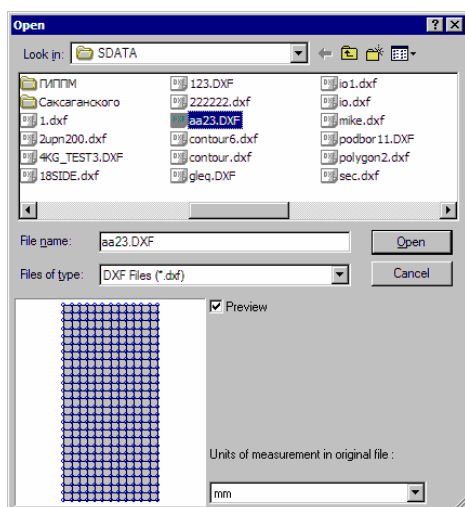 Open
Look in: SDATA
ГИППМ 123.DXF io1.dxf
Саксаганского 222222.dxf io.dxf
1.dxf aa23.DXF mike.dxf
2upn200.dxf contour6.dxf podbor11.DXF
4KG_TEST3.DXF contour.dxf polygon2.dxf
18SIDE.dxf gleq.DXF sec.dxf
File name: aa23.DXF Open
Files of type: DXF Files (*.dxf) Cancel
Preview
Units of measurement in original file :
mm